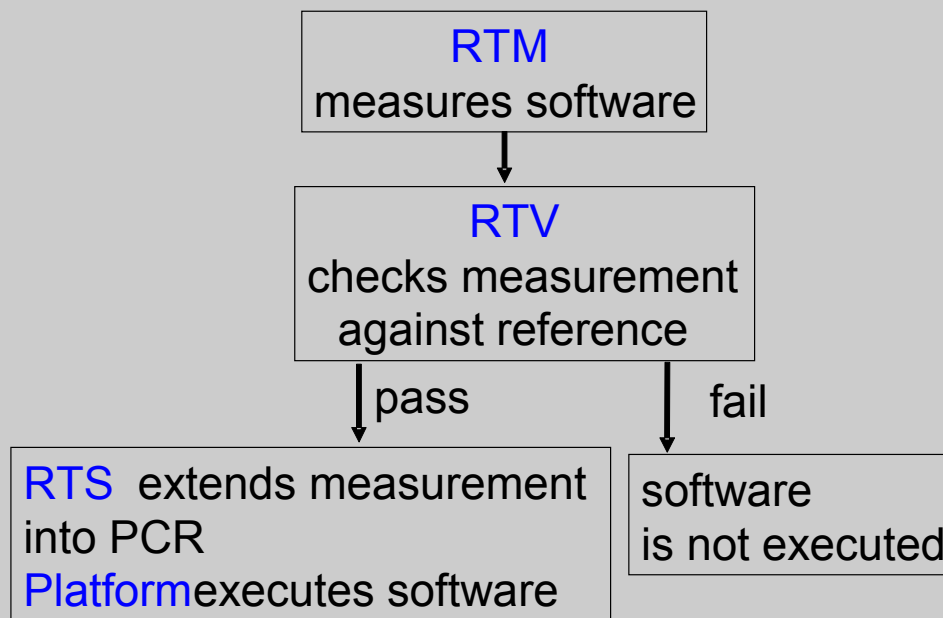 RTM
measures software
RTV
checks measurement
against reference
pass
fail
RTS extends measurement
into PCR
Platformexecutes software
software
is not executed